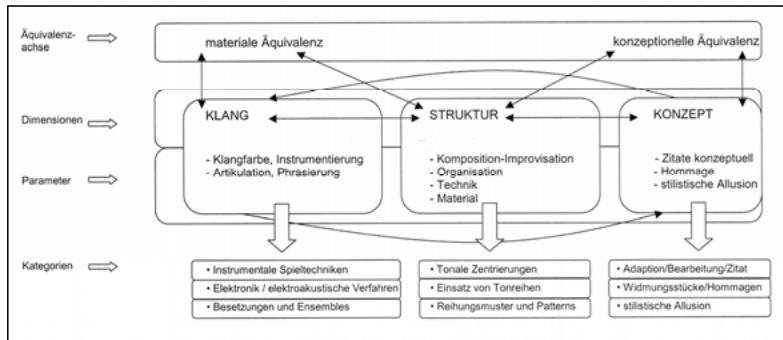 Äquivalenz-
achse
materiale Äquivalenz
konzeptionelle Äquivalenz
Dimensionen
KLANG
STRUKTUR
KONZEPT
Parameter
- Klangfarbe, Instrumentierung
- Artikulation, Phrasierung
- Komposition-Improvisation
- Organisation
- Technik
- Material
- Zitate konzeptuell
- Hommage
- stilistische Allusion
Kategorien
• Instrumentale Spieltechniken
• Elektronik / elektroakustische Verfahren
• Besetzungen und Ensembles
• Tonale Zentrierungen
• Einsatz von Tonreihen
• Reihungsmuster und Patterns
• Adaption/Bearbeitung/Zitat
• Widmungsstücke/Hommagen
• stilistische Allusion